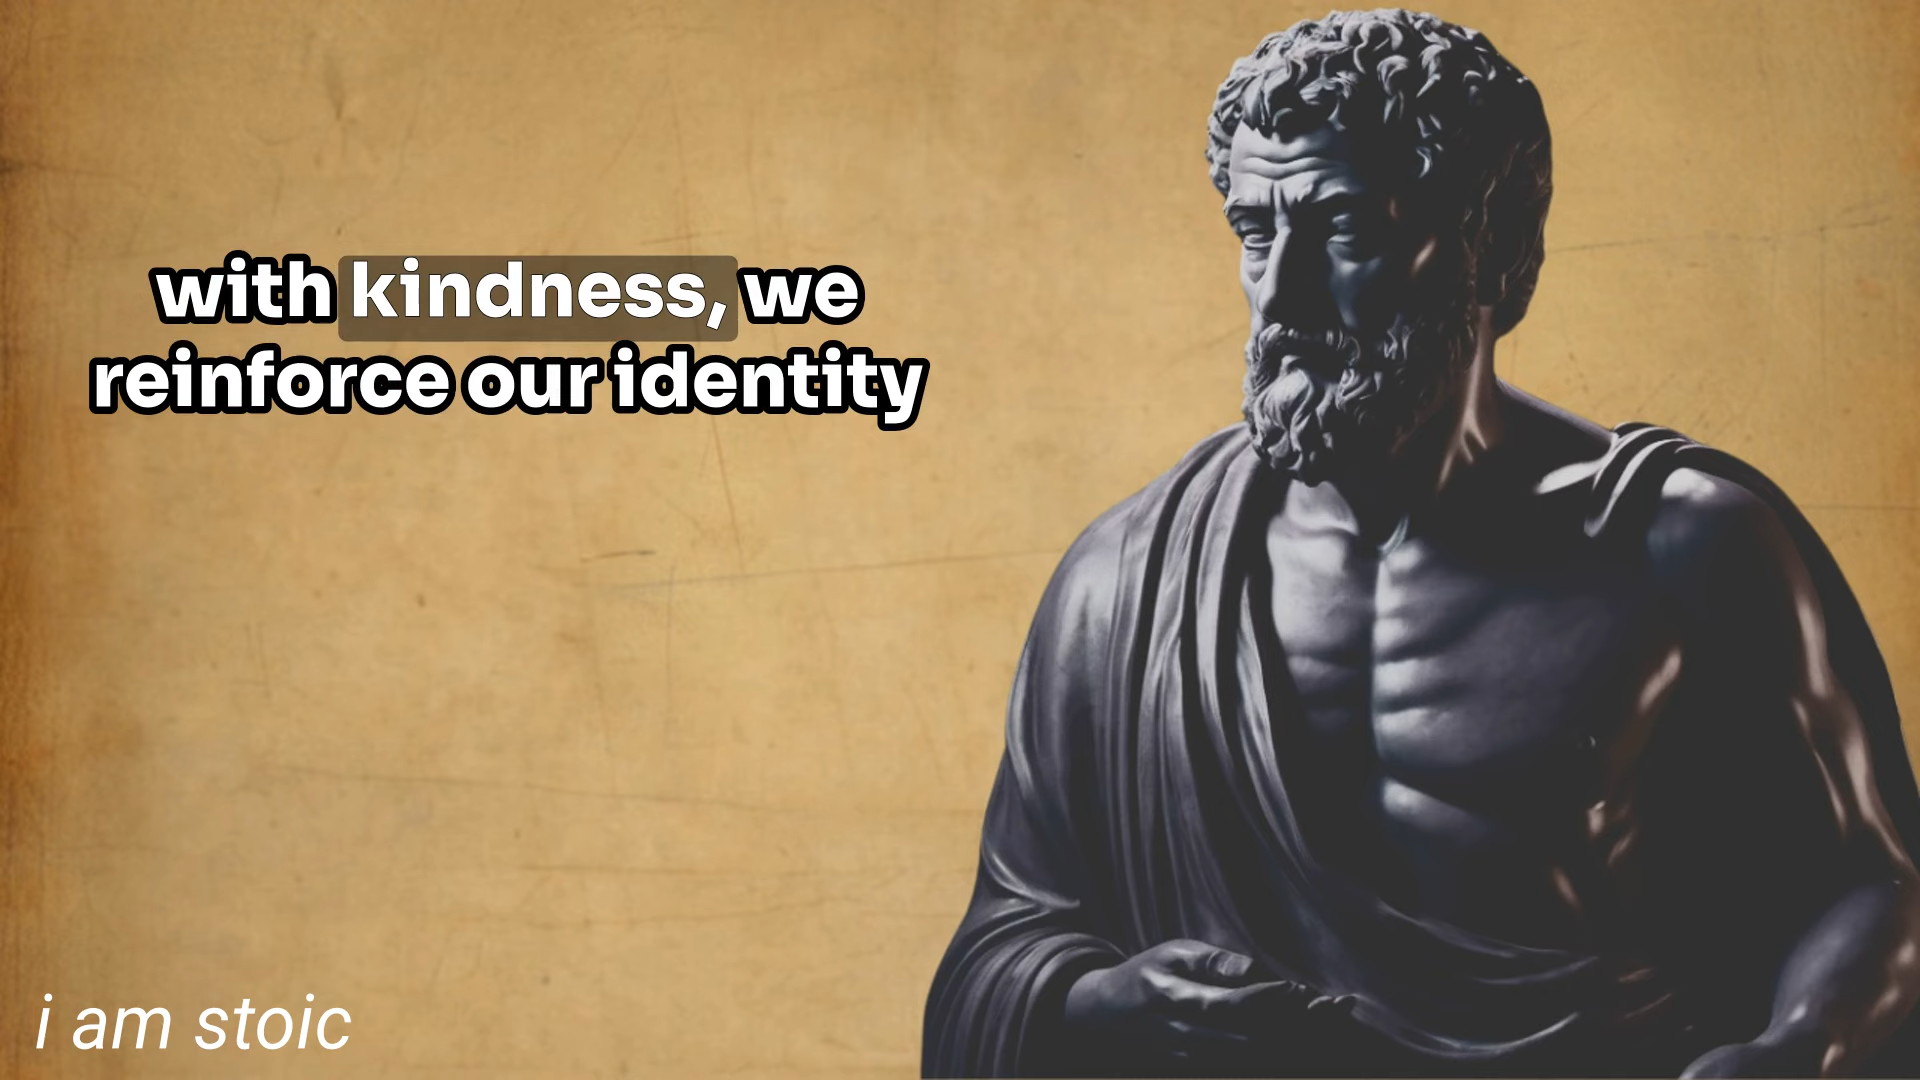 with kindness, we
reinforce our identity
i am stoic